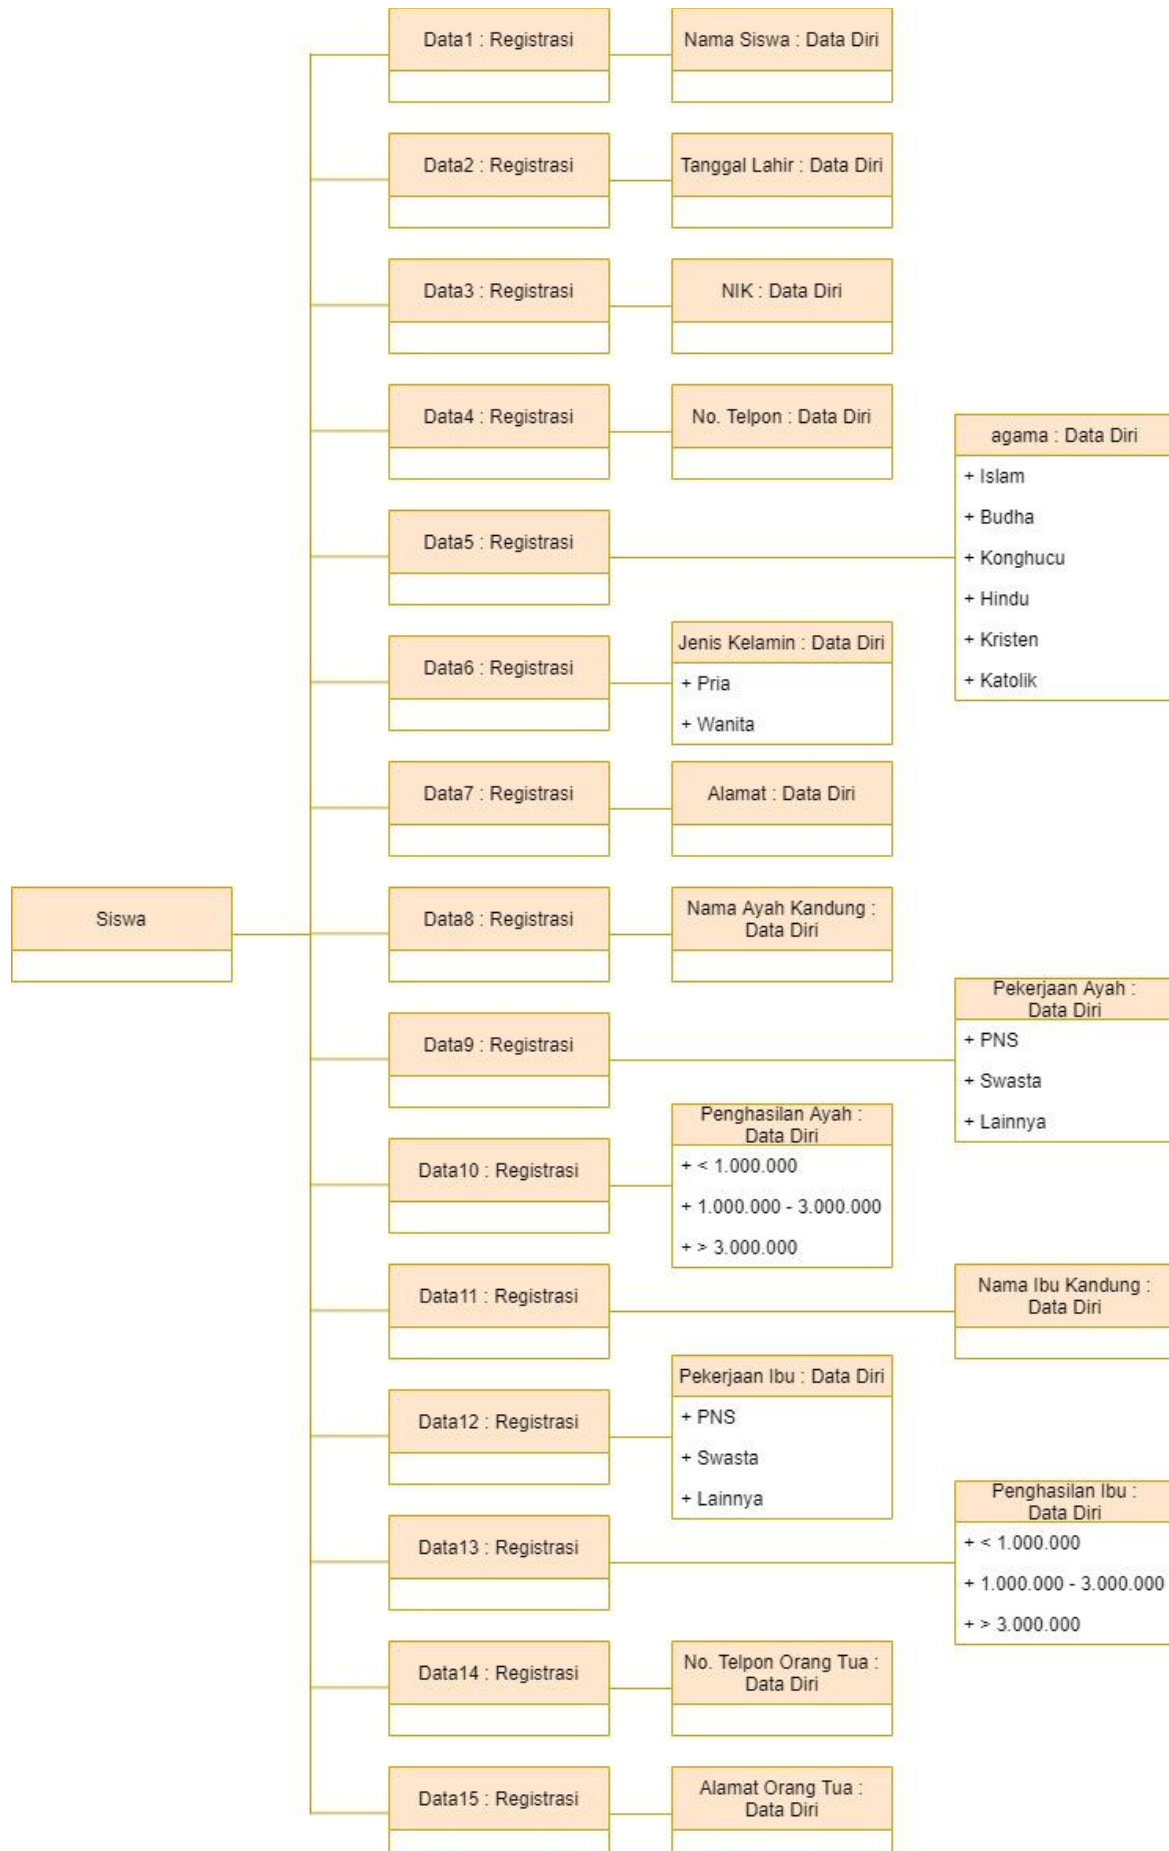 Data1 : Registrasi
Nama Siswa : Data Diri
Data2 : Registrasi
Tanggal Lahir : Data Diri
Data3 : Registrasi
NIK : Data Diri
Data4 : Registrasi
No. Telpon : Data Diri
agama : Data Diri
+ Islam
+ Budha
+ Konghucu
+ Hindu
+ Kristen
+ Katolik
Data5 : Registrasi
Data6 : Registrasi
Jenis Kelamin : Data Diri
+ Pria
+ Wanita
Data7 : Registrasi
Alamat : Data Diri
Siswa
Data8 : Registrasi
Nama Ayah Kandung :
Data Diri
Data9 : Registrasi
Pekerjaan Ayah :
Data Diri
+ PNS
+ Swasta
+ Lainnya
Data10 : Registrasi
Penghasilan Ayah :
Data Diri
+ < 1.000.000
+ 1.000.000 - 3.000.000
+ > 3.000.000
Data11 : Registrasi
Nama Ibu Kandung :
Data Diri
Data12 : Registrasi
Pekerjaan Ibu : Data Diri
+ PNS
+ Swasta
+ Lainnya
Data13 : Registrasi
Penghasilan Ibu :
Data Diri
+ < 1.000.000
+ 1.000.000 - 3.000.000
+ > 3.000.000
Data14 : Registrasi
No. Telpon Orang Tua :
Data Diri
Data15 : Registrasi
Alamat Orang Tua :
Data Diri